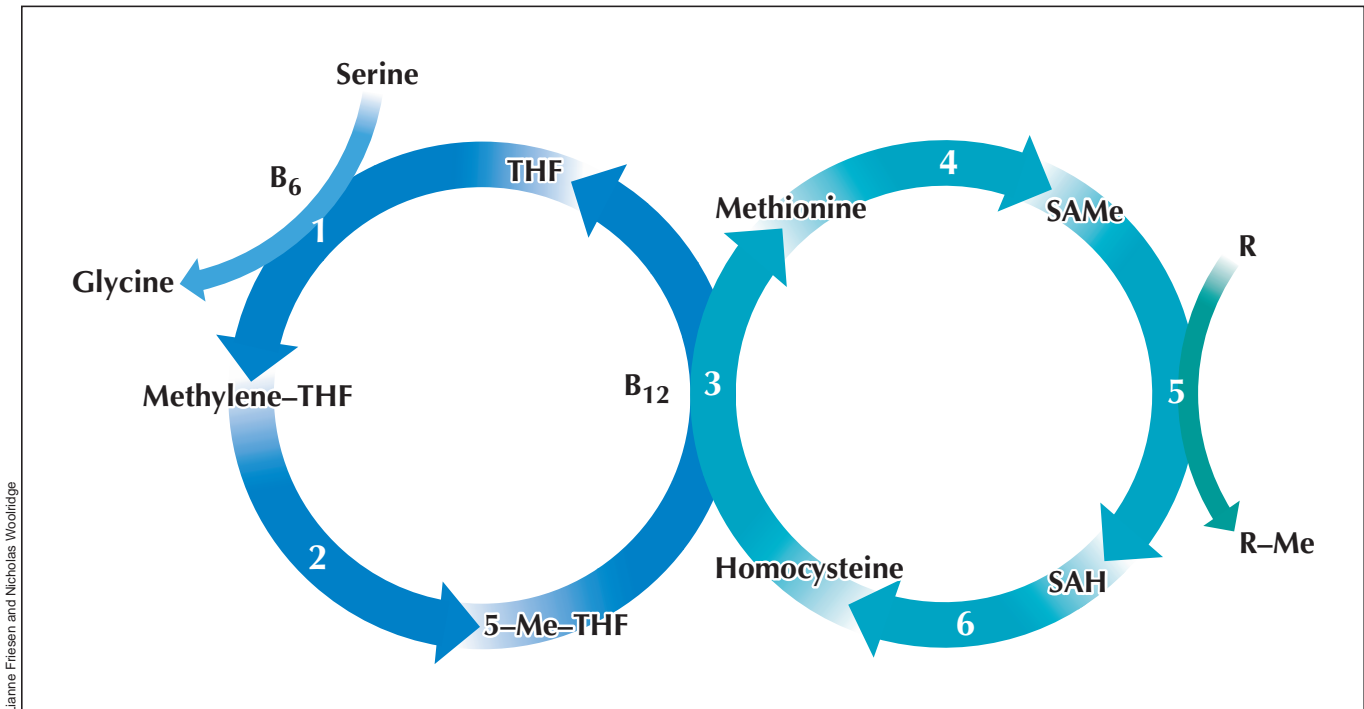 Serine
B6
THF
1
Glycine
Methylene–THF
2
5–Me–THF
B12
3
Methionine
4
SAMe
R
5
R–Me
SAH
6
Homocysteine
Friesen and Nicholas Woolridge